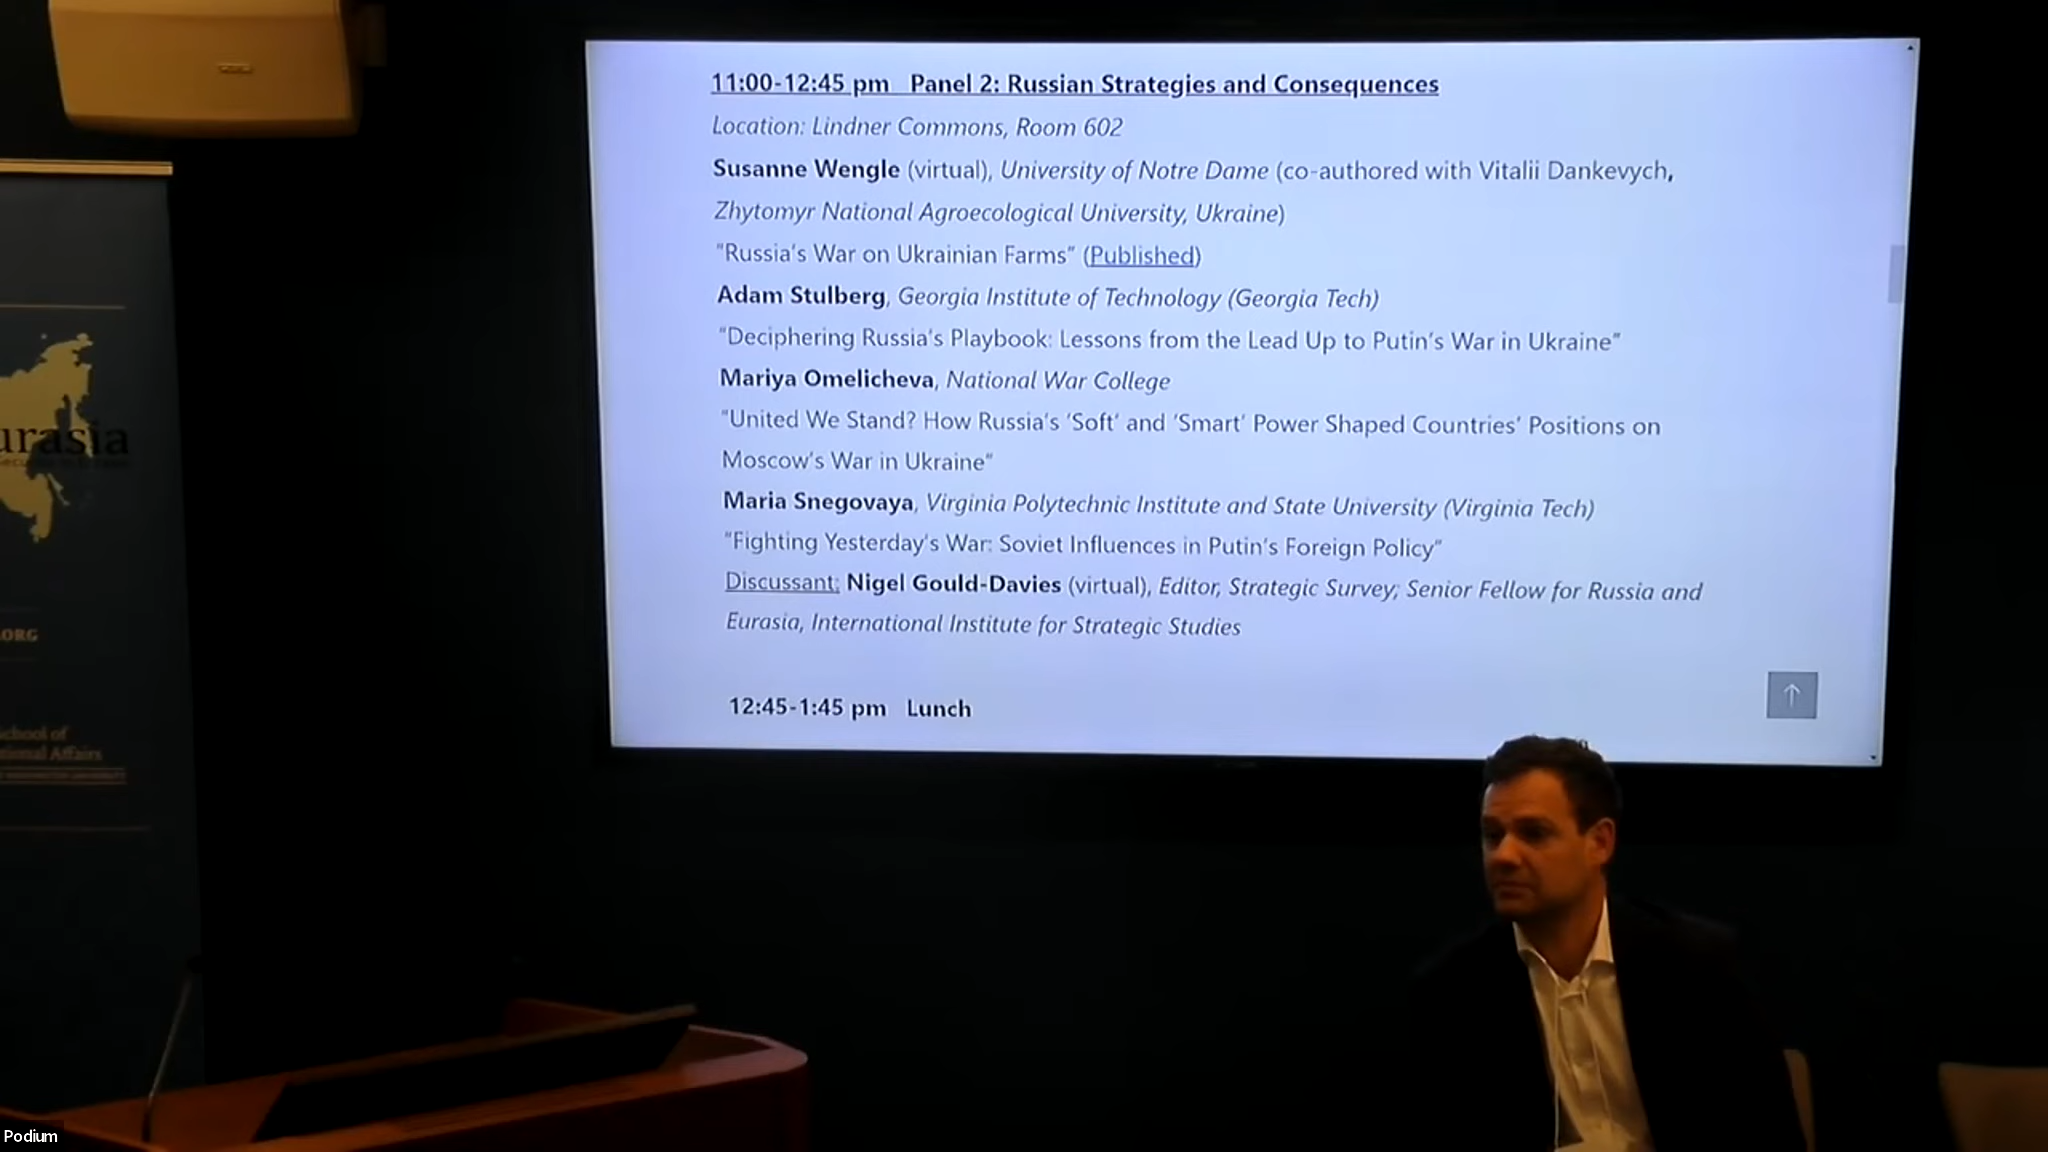 11:00-12:45 pm Panel 2: Russian Strategies and Consequences
Location: Lindner Commons, Room 602
Susanne Wengle (virtual), University of Notre Dame (co-authored with Vitalii Dankevych,
Zhytomyr National Agroecological University, Ukraine)
"Russia's War on Ukrainian Farms" (Published)
Adam Stulberg, Georgia Institute of Technology (Georgia Tech)
"Deciphering Russia's Playbook: Lessons from the Lead Up to Putin's War in Ukraine"
Mariya Omelicheva, National War College
"United We Stand? How Russia's 'Soft' and 'Smart' Power Shaped Countries' Positions on
Moscow's War in Ukraine"
Maria Snegovaya, Virginia Polytechnic Institute and State University (Virginia Tech)
"Fighting Yesterday's War: Soviet Influences in Putin's Foreign Policy"
Discussant: Nigel Gould-Davies (virtual), Editor, Strategic Survey; Senior Fellow for Russia and
Eurasia, International Institute for Strategic Studies
12:45-1:45 pm Lunch
urasia
.ORG
School of
tional Affairs
Podium